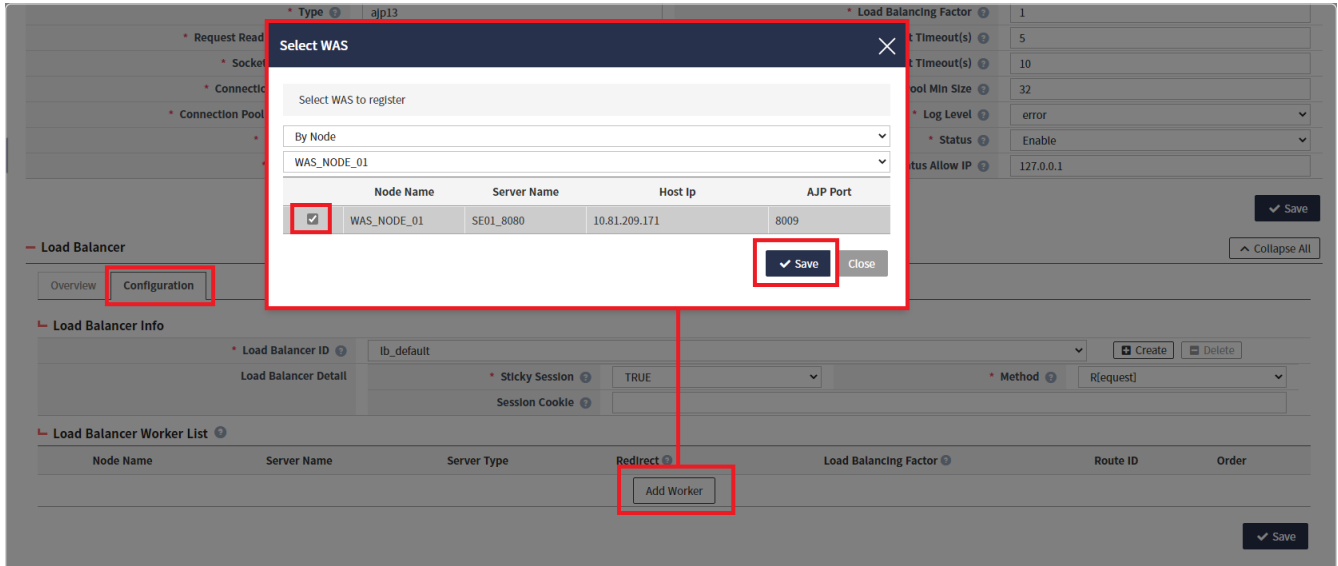 * Type ajp13 * Load Balancing Factor 1
* Request Read t Timeout(s) 5
* Socket t Timeout(s) 10
* Connectio ool Min Size 32
* Connection Pool * Log Level error
* * Status Enable
* tus Allow IP 127.0.0.1
Save
Select WAS
Select WAS to register
By Node
WAS_NODE_01
Node Name Server Name Host Ip AJP Port
WAS_NODE_01 SE01_8080 10.81.209.171 8009
Save Close
Load Balancer Collapse All
Overview Configuration
Load Balancer Info
* Load Balancer ID lb_default Create Delete
Load Balancer Detail * Sticky Session TRUE * Method R[equest]
Session Cookie
Load Balancer Worker List
Node Name Server Name Server Type Redirect Load Balancing Factor Route ID Order
Add Worker
Save